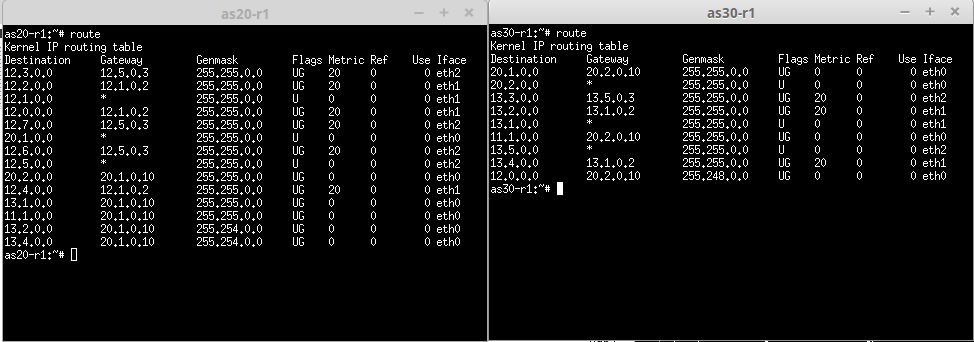 as20-r1
as20-r1:~# route
Kernel IP routing table
Destination Gateway Genmask Flags Metric Ref Use Iface
12.3.0.0 12.5.0.3 255.255.0.0 UG 20 0 0 eth2
12.2.0.0 12.1.0.2 255.255.0.0 UG 20 0 0 eth1
12.1.0.0 * 255.255.0.0 U 0 0 0 eth1
12.0.0.0 12.1.0.2 255.255.0.0 UG 20 0 0 eth1
12.7.0.0 12.5.0.3 255.255.0.0 UG 20 0 0 eth2
20.1.0.0 * 255.255.0.0 U 0 0 0 eth0
12.6.0.0 12.5.0.3 255.255.0.0 UG 20 0 0 eth2
12.5.0.0 * 255.255.0.0 U 0 0 0 eth2
20.2.0.0 20.1.0.10 255.255.0.0 UG 0 0 0 eth0
12.4.0.0 12.1.0.2 255.255.0.0 UG 20 0 0 eth1
13.1.0.0 20.1.0.10 255.255.0.0 UG 0 0 0 eth0
11.1.0.0 20.1.0.10 255.255.0.0 UG 0 0 0 eth0
13.2.0.0 20.1.0.10 255.254.0.0 UG 0 0 0 eth0
13.4.0.0 20.1.0.10 255.254.0.0 UG 0 0 0 eth0
as20-r1:~#
as30-r1
as30-r1:~# route
Kernel IP routing table
Destination Gateway Genmask Flags Metric Ref Use Iface
20.1.0.0 20.2.0.10 255.255.0.0 UG 0 0 0 eth0
20.2.0.0 * 255.255.0.0 U 0 0 0 eth0
13.3.0.0 13.5.0.3 255.255.0.0 UG 20 0 0 eth2
13.2.0.0 13.1.0.2 255.255.0.0 UG 20 0 0 eth1
13.1.0.0 * 255.255.0.0 U 0 0 0 eth1
11.1.0.0 20.2.0.10 255.255.0.0 UG 0 0 0 eth0
13.5.0.0 * 255.255.0.0 U 0 0 0 eth2
13.4.0.0 13.1.0.2 255.255.0.0 UG 20 0 0 eth1
12.0.0.0 20.2.0.10 255.248.0.0 UG 0 0 0 eth0
as30-r1:~#